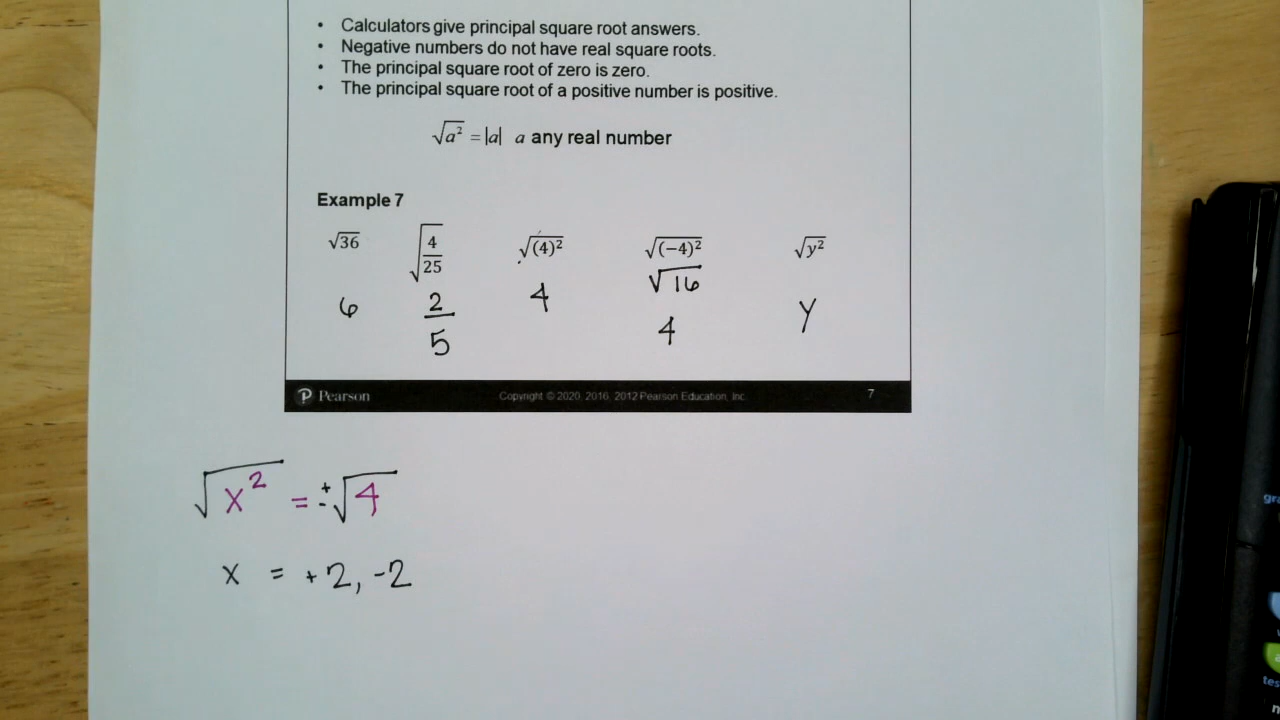 • Calculators give principal square root answers.
• Negative numbers do not have real square roots.
• The principal square root of zero is zero.
• The principal square root of a positive number is positive.
√a² = |a| a any real number
Example 7
√36 √(4/25) √(4)² √(−4)² √y²
√16
6 2/5 4 4 y
Pearson Copyright © 2020, 2016, 2012 Pearson Education, Inc. 7
√x² = ±√4
x = +2, -2